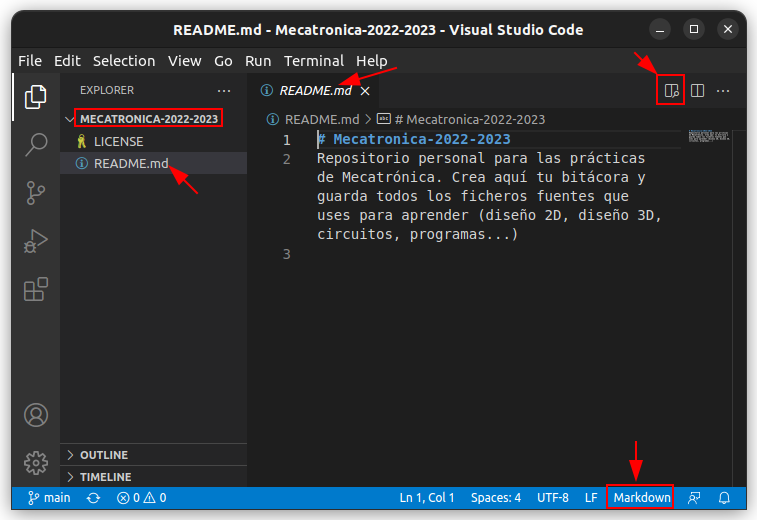 README.md - Mecatronica-2022-2023 - Visual Studio Code
File Edit Selection View Go Run Terminal Help
EXPLORER
MECATRONICA-2022-2023
LICENSE
README.md
OUTLINE
TIMELINE
README.md
README.md > # Mecatronica-2022-2023
1 # Mecatronica-2022-2023
2 Repositorio personal para las prácticas
de Mecatrónica. Crea aquí tu bitácora y
guarda todos los ficheros fuentes que
uses para aprender (diseño 2D, diseño 3D,
circuitos, programas...)
3
main 0 0 Ln 1, Col 1 Spaces: 4 UTF-8 LF Markdown